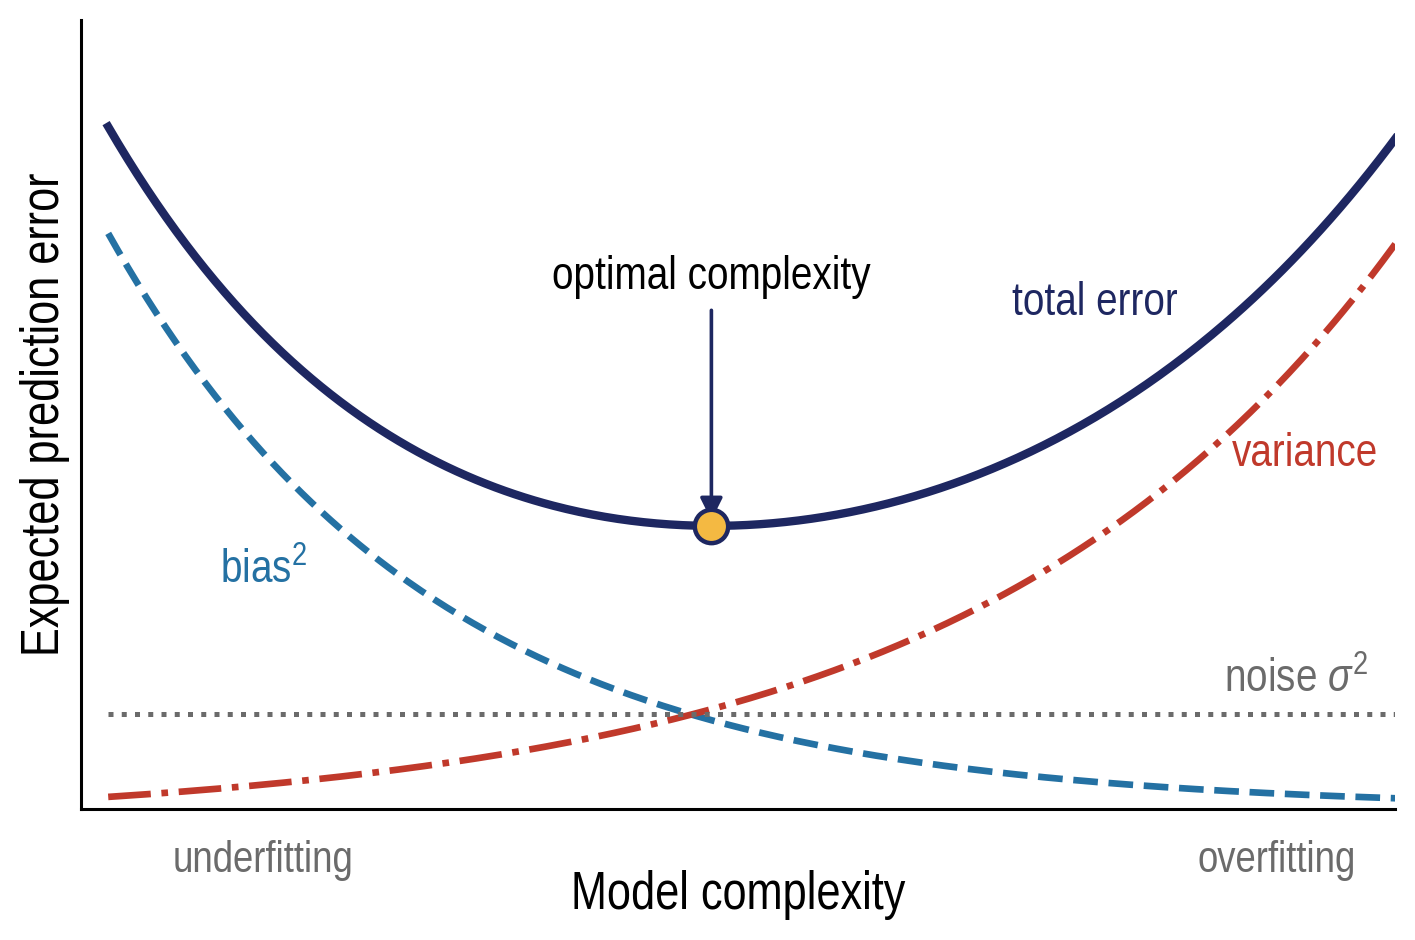 Expected prediction error
optimal complexity
total error
variance
bias²
noise σ²
underfitting
overfitting
Model complexity